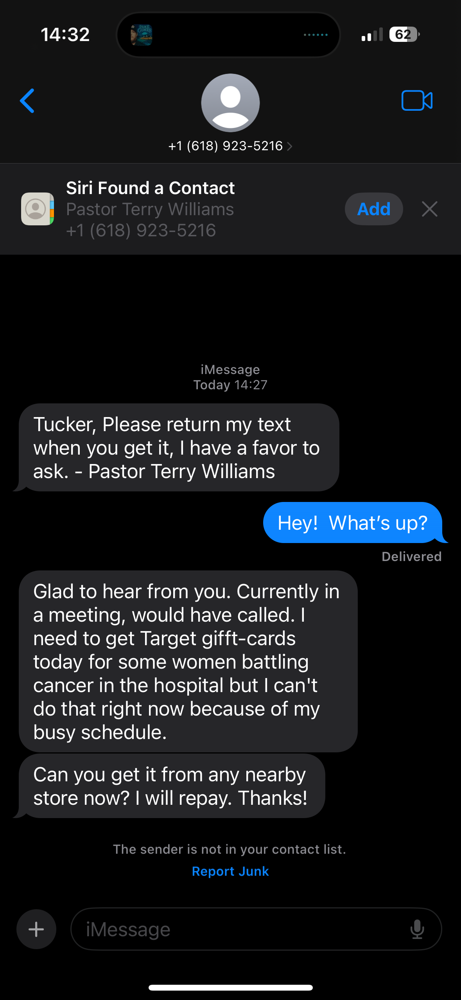 14:32
LUKE
COMBS
62
+1 (618) 923-5216
Siri Found a Contact
Pastor Terry Williams
+1 (618) 923-5216
Add
iMessage
Today 14:27
Tucker, Please return my text
when you get it, I have a favor to
ask. - Pastor Terry Williams
Hey!  What’s up?
Delivered
Glad to hear from you. Currently in
a meeting, would have called. I
need to get Target gifft-cards
today for some women battling
cancer in the hospital but I can't
do that right now because of my
busy schedule.
Can you get it from any nearby
store now? I will repay. Thanks!
The sender is not in your contact list.
Report Junk
iMessage